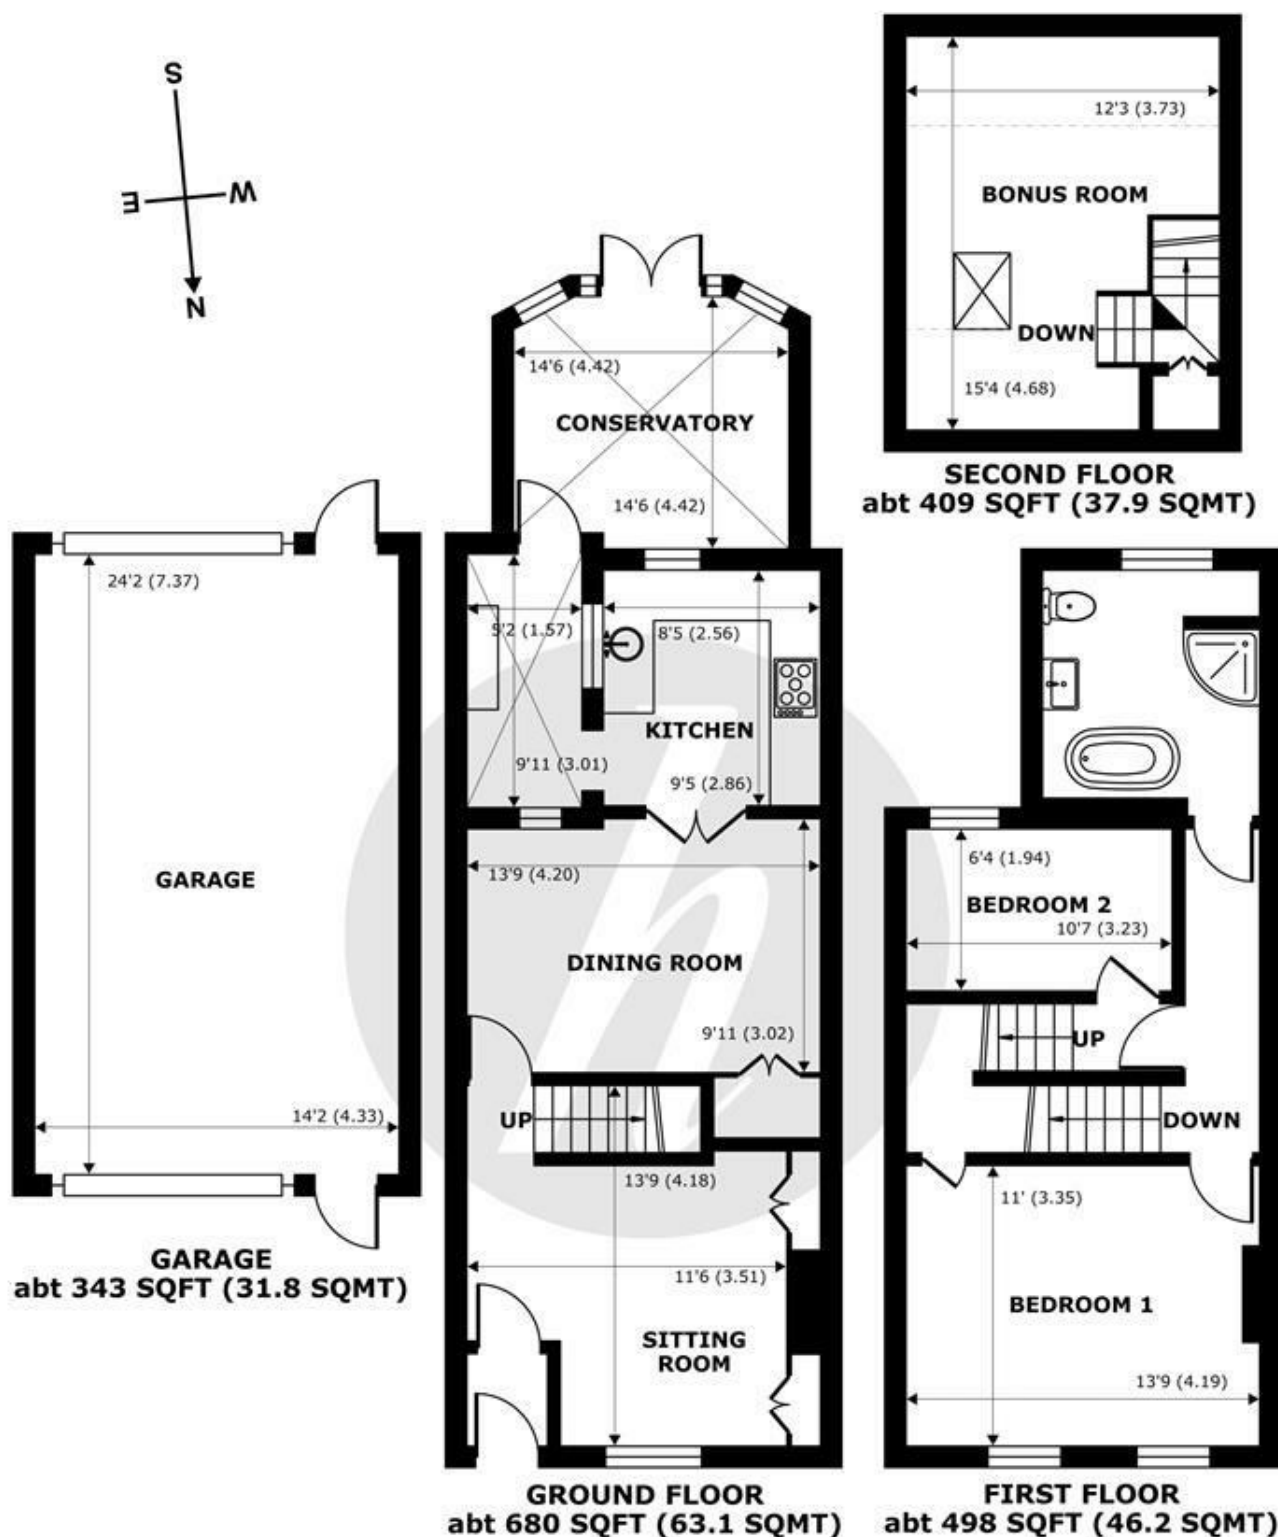 S
E
W
N
12'3 (3.73)
BONUS ROOM
DOWN
15'4 (4.68)
SECOND FLOOR
abt 409 SQFT (37.9 SQMT)
24'2 (7.37)
GARAGE
14'2 (4.33)
GARAGE
abt 343 SQFT (31.8 SQMT)
14'6 (4.42)
CONSERVATORY
14'6 (4.42)
5'2 (1.57)
8'5 (2.56)
KITCHEN
9'11 (3.01)
9'5 (2.86)
13'9 (4.20)
DINING ROOM
9'11 (3.02)
UP
13'9 (4.18)
11'6 (3.51)
SITTING
ROOM
GROUND FLOOR
abt 680 SQFT (63.1 SQMT)
6'4 (1.94)
BEDROOM 2
10'7 (3.23)
UP
DOWN
11' (3.35)
BEDROOM 1
13'9 (4.19)
FIRST FLOOR
abt 498 SQFT (46.2 SQMT)
h